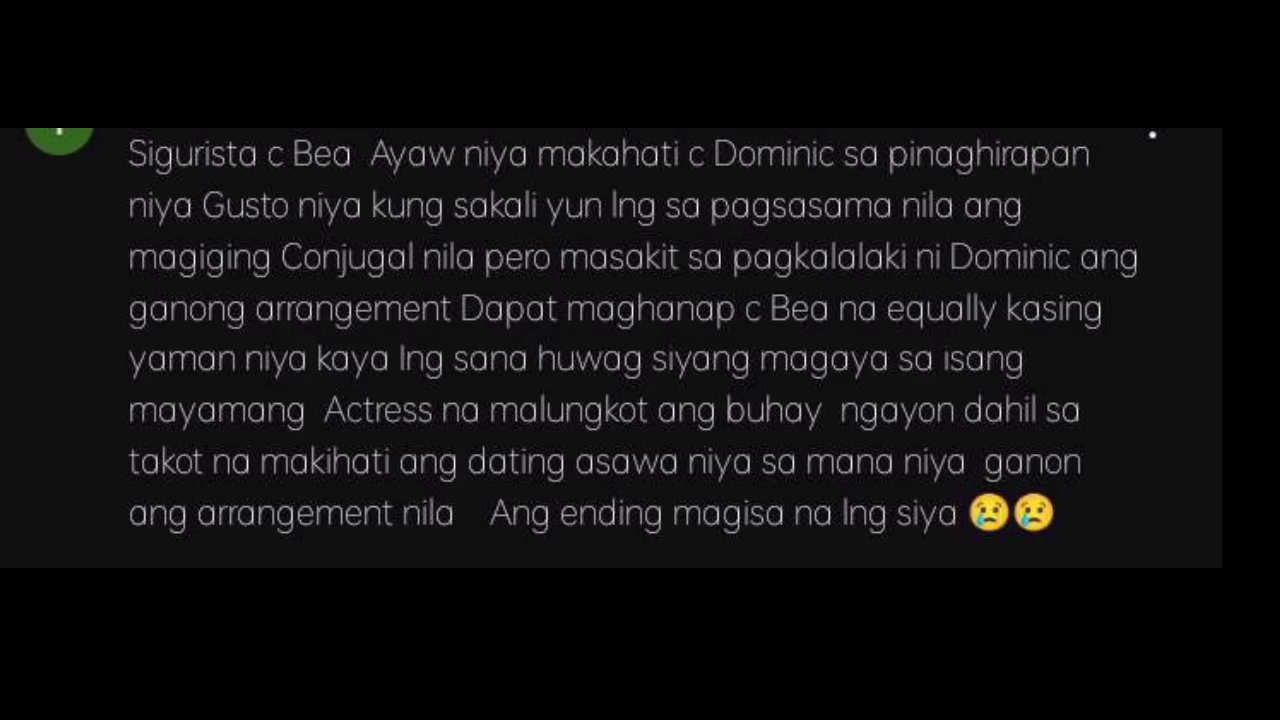 Sigurista c Bea  Ayaw niya makahati c Dominic sa pinaghirapan
niya Gusto niya kung sakali yun lng sa pagsasama nila ang
magiging Conjugal nila pero masakit sa pagkalalaki ni Dominic ang
ganong arrangement Dapat maghanap c Bea na equally kasing
yaman niya kaya lng sana huwag siyang magaya sa isang
mayamang  Actress na malungkot ang buhay  ngayon dahil sa
takot na makihati ang dating asawa niya sa mana niya  ganon
ang arrangement nila    Ang ending magisa na lng siya 😢😢